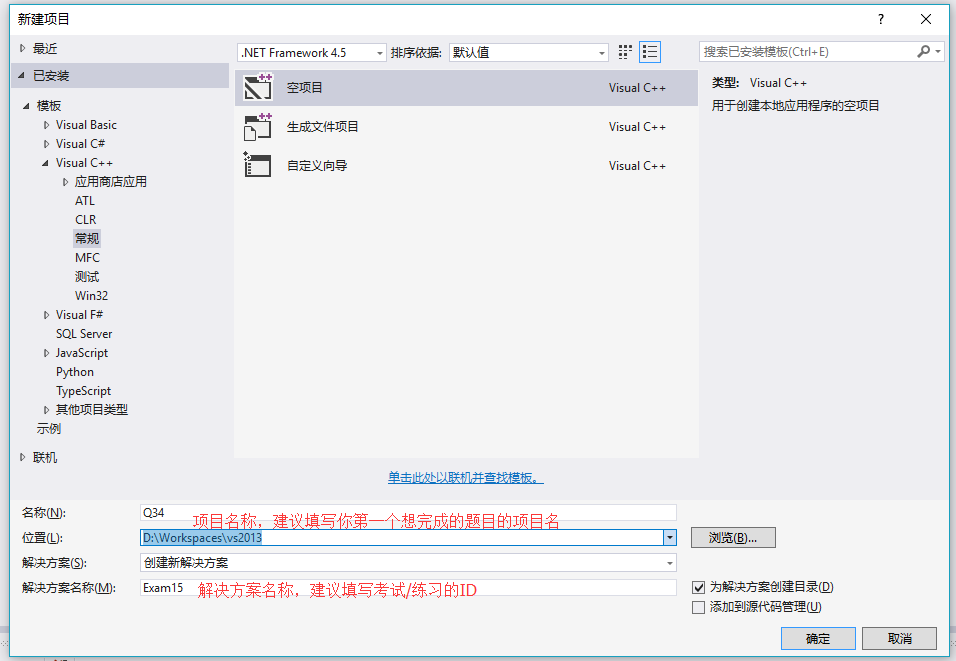 新建项目
?
最近
.NET Framework 4.5
排序依据:
默认值
搜索已安装模板(Ctrl+E)
已安装
模板
Visual Basic
Visual C#
Visual C++
应用商店应用
ATL
CLR
常规
MFC
测试
Win32
Visual F#
SQL Server
JavaScript
Python
TypeScript
其他项目类型
示例
联机
空项目 Visual C++
生成文件项目 Visual C++
自定义向导 Visual C++
类型: Visual C++
用于创建本地应用程序的空项目
单击此处以联机并查找模板。
名称(N): Q34
项目名称，建议填写你第一个想完成的题目的项目名
位置(L): D:\Workspaces\vs2013
浏览(B)...
解决方案(S): 创建新解决方案
解决方案名称(M): Exam15
解决方案名称，建议填写考试/练习的ID
为解决方案创建目录(D)
添加到源代码管理(U)
确定
取消